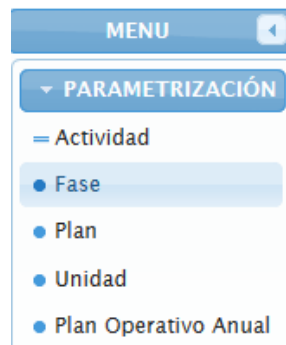 MENU
PARAMETRIZACIÓN
Actividad
Fase
Plan
Unidad
Plan Operativo Anual